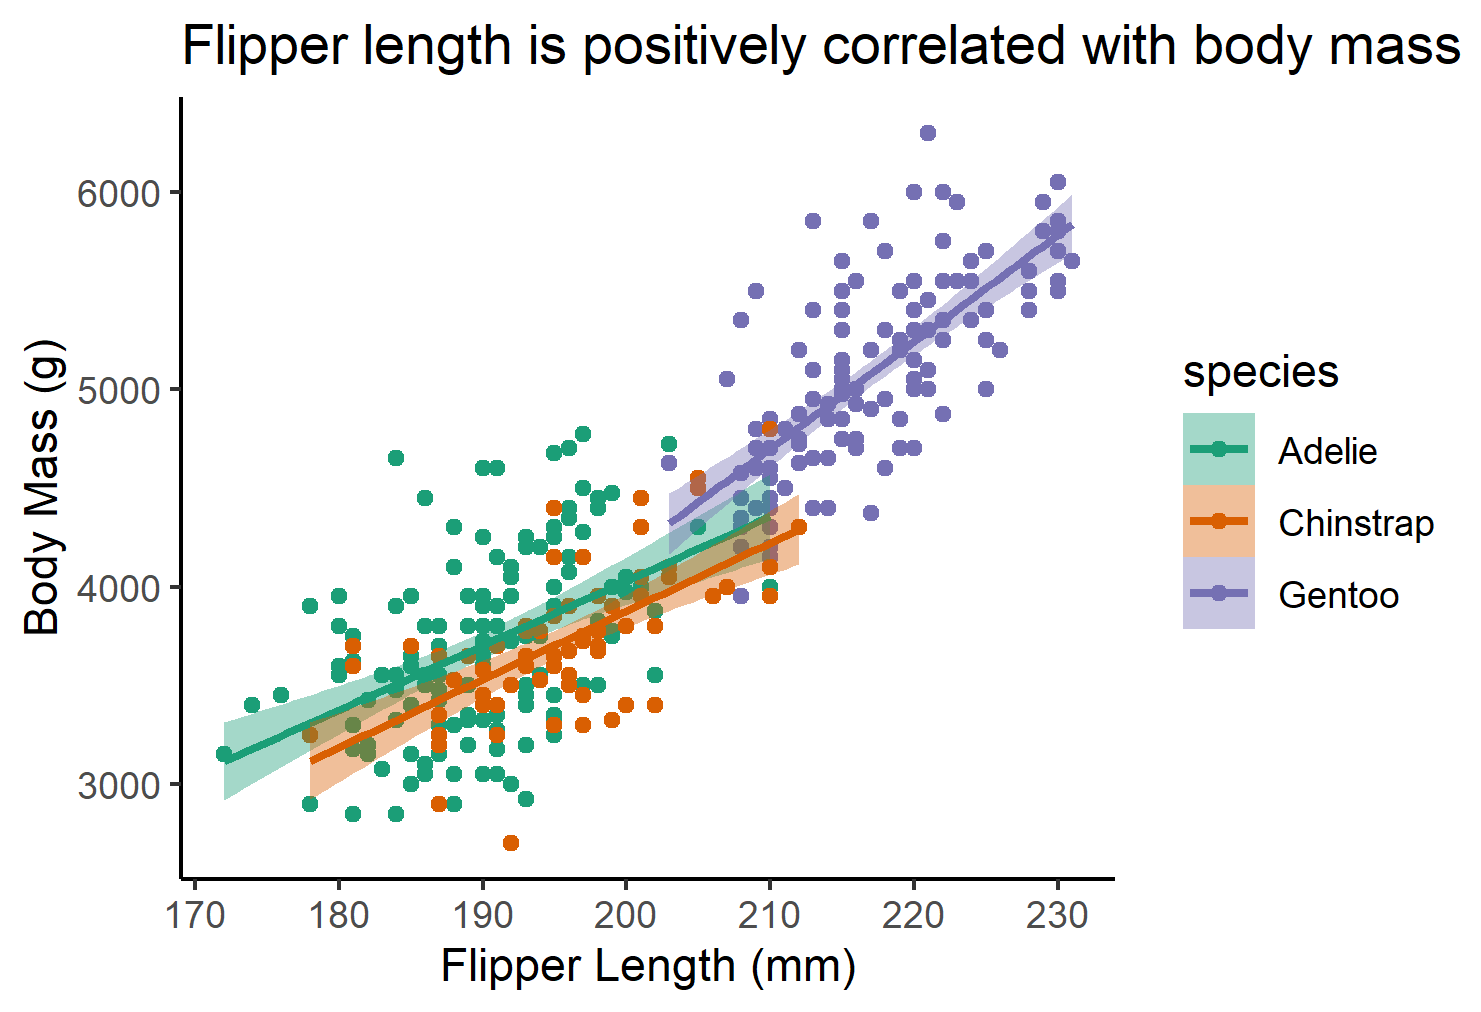 Flipper length is positively correlated with body mass
6000
5000
4000
3000
Body Mass (g)
170 180 190 200 210 220 230
Flipper Length (mm)
species
Adelie
Chinstrap
Gentoo